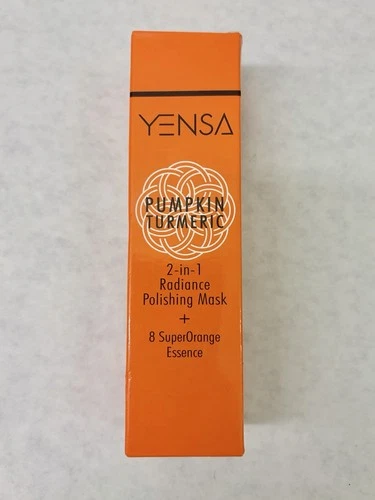 YENSA
PUMPKIN
TURMERIC
2-in-1
Radiance
Polishing Mask
+
8 SuperOrange
Essence